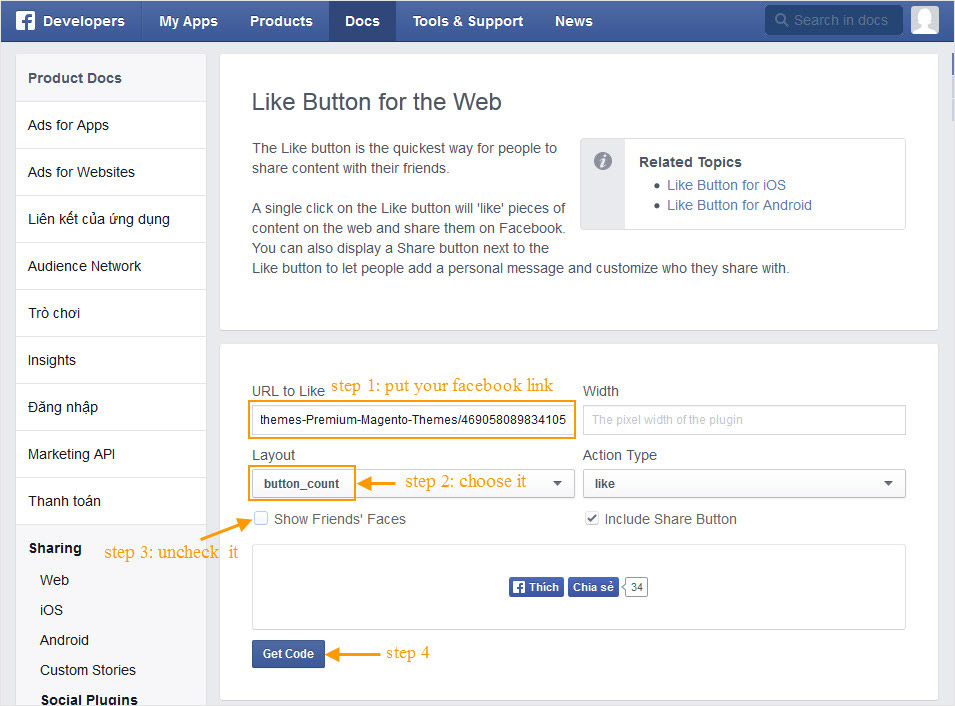 Developers My Apps Products Docs Tools & Support News Search in docs
Product Docs
Ads for Apps
Ads for Websites
Liên kết của ứng dụng
Audience Network
Trò chơi
Insights
Đăng nhập
Marketing API
Thanh toán
Sharing
Web
iOS
Android
Custom Stories
Social Plugins
Like Button for the Web
The Like button is the quickest way for people to
share content with their friends.
A single click on the Like button will 'like' pieces of
content on the web and share them on Facebook.
You can also display a Share button next to the
Like button to let people add a personal message and customize who they share with.
Related Topics
Like Button for iOS
Like Button for Android
URL to Like step 1: put your facebook link Width
themes-Premium-Magento-Themes/469058089834105 The pixel width of the plugin
Layout Action Type
button_count step 2: choose it like
Show Friends' Faces Include Share Button
step 3: uncheck it
Thích Chia sẻ 34
Get Code step 4